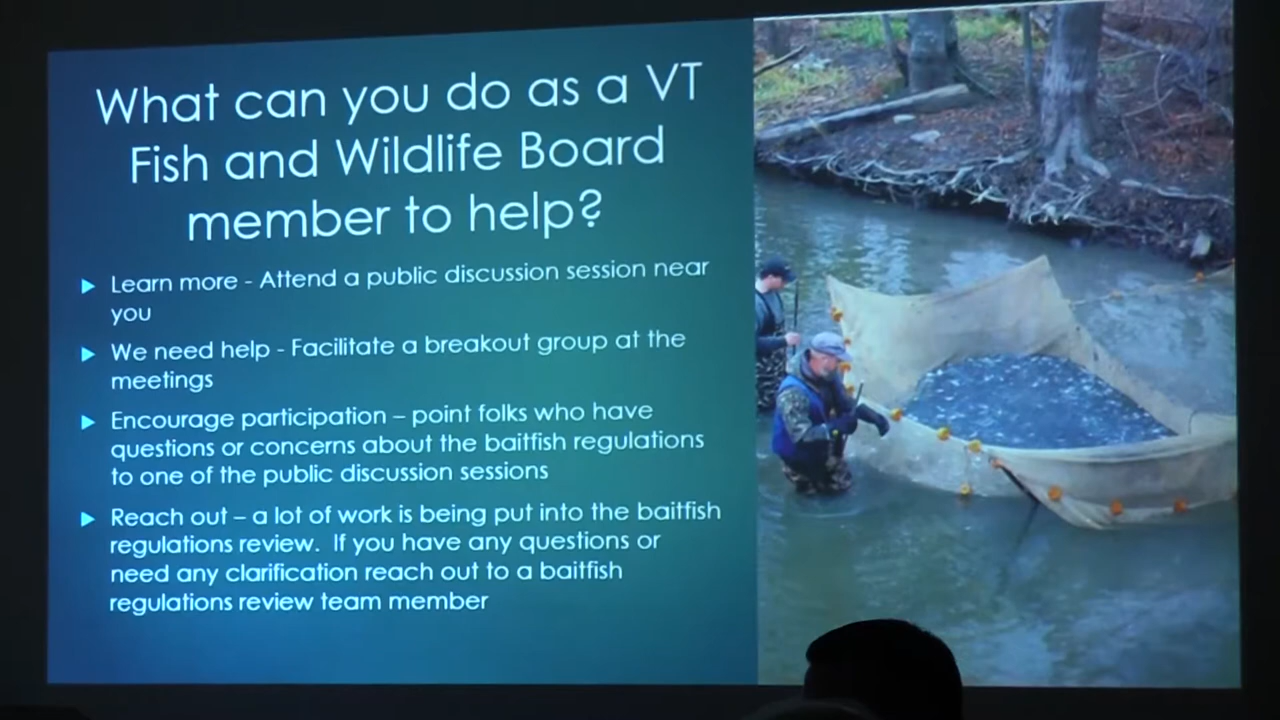 What can you do as a VT
Fish and Wildlife Board
member to help?
Learn more - Attend a public discussion session near
you
We need help - Facilitate a breakout group at the
meetings
Encourage participation – point folks who have
questions or concerns about the baitfish regulations
to one of the public discussion sessions
Reach out – a lot of work is being put into the baitfish
regulations review. If you have any questions or
need any clarification reach out to a baitfish
regulations review team member